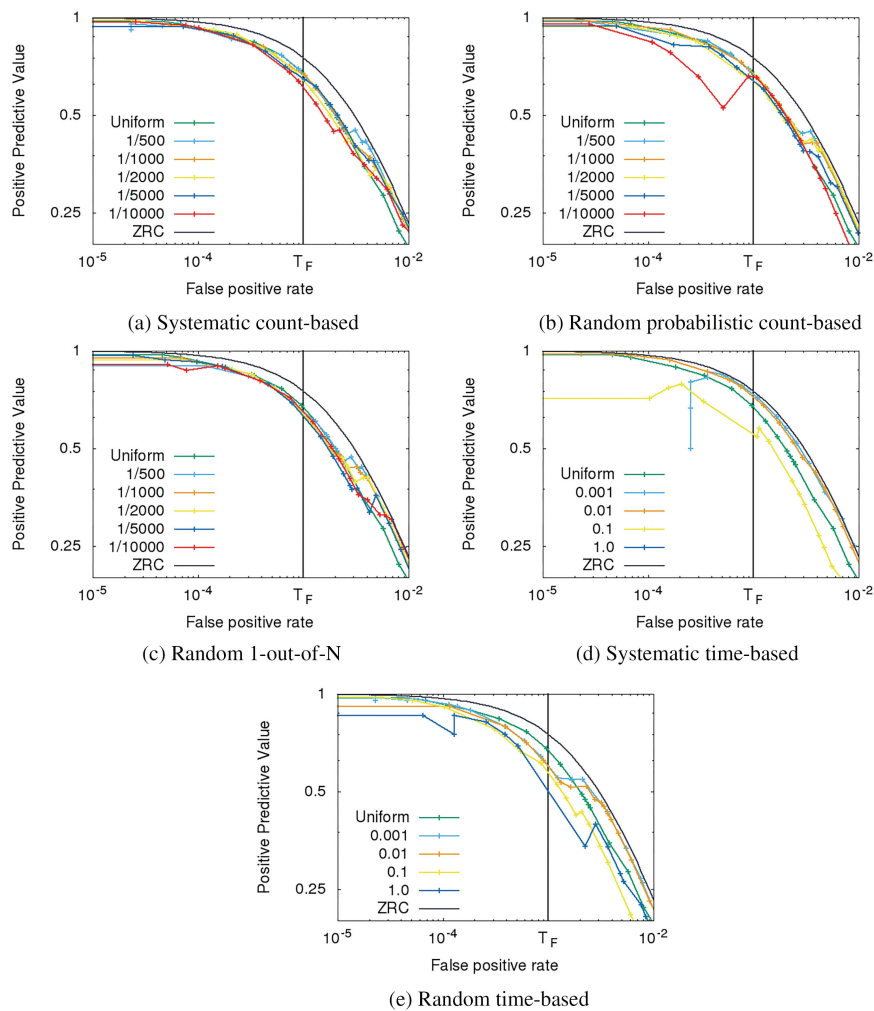 1
0.5
0.25
Positive Predictive Value
Uniform
1/500
1/1000
1/2000
1/5000
1/10000
ZRC
10-5
10-4
TF
10-2
False positive rate
(a) Systematic count-based
1
0.5
0.25
Positive Predictive Value
Uniform
1/500
1/1000
1/2000
1/5000
1/10000
ZRC
10-5
10-4
TF
10-2
False positive rate
(b) Random probabilistic count-based
1
0.5
0.25
Positive Predictive Value
Uniform
1/500
1/1000
1/2000
1/5000
1/10000
ZRC
10-5
10-4
TF
10-2
False positive rate
(c) Random 1-out-of-N
1
0.5
0.25
Positive Predictive Value
Uniform
0.001
0.01
0.1
1.0
ZRC
10-5
10-4
TF
10-2
False positive rate
(d) Systematic time-based
1
0.5
0.25
Positive Predictive Value
Uniform
0.001
0.01
0.1
1.0
ZRC
10-5
10-4
TF
10-2
False positive rate
(e) Random time-based